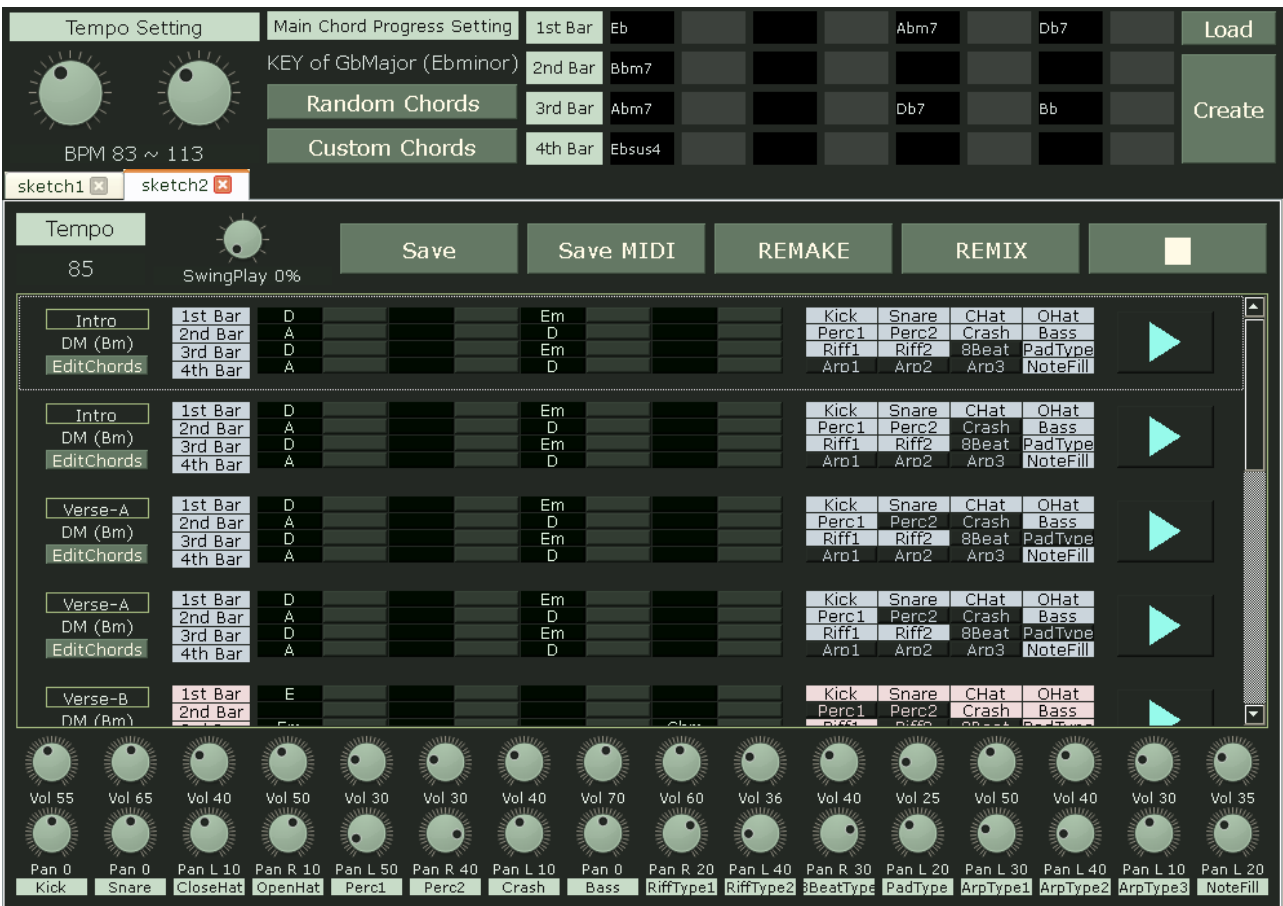 Tempo Setting
Main Chord Progress Setting
1st Bar Eb Abm7 Db7
Load
KEY of GbMajor (Ebminor)
2nd Bar Bbm7
Random Chords
3rd Bar Abm7 Db7 Bb
Create
Custom Chords
4th Bar Ebsus4
BPM 83 ~ 113
sketch1 sketch2
Tempo
85
SwingPlay 0%
Save Save MIDI REMAKE REMIX
Intro
DM (Bm)
EditChords
1st Bar D Em
2nd Bar A D
3rd Bar D Em
4th Bar A D
Kick Snare CHat OHat
Perc1 Perc2 Crash Bass
Riff1 Riff2 8Beat PadType
Arp1 Arp2 Arp3 NoteFill
Intro
DM (Bm)
EditChords
1st Bar D Em
2nd Bar A D
3rd Bar D Em
4th Bar A D
Kick Snare CHat OHat
Perc1 Perc2 Crash Bass
Riff1 Riff2 8Beat PadType
Arp1 Arp2 Arp3 NoteFill
Verse-A
DM (Bm)
EditChords
1st Bar D Em
2nd Bar A D
3rd Bar D Em
4th Bar A D
Kick Snare CHat OHat
Perc1 Perc2 Crash Bass
Riff1 Riff2 8Beat PadType
Arp1 Arp2 Arp3 NoteFill
Verse-A
DM (Bm)
EditChords
1st Bar D Em
2nd Bar A D
3rd Bar D Em
4th Bar A D
Kick Snare CHat OHat
Perc1 Perc2 Crash Bass
Riff1 Riff2 8Beat PadType
Arp1 Arp2 Arp3 NoteFill
Verse-B
DM (Bm)
1st Bar E
2nd Bar
Kick Snare CHat OHat
Perc1 Perc2 Crash Bass
Vol 55 Vol 65 Vol 40 Vol 50 Vol 30 Vol 30 Vol 40 Vol 70 Vol 60 Vol 36 Vol 40 Vol 25 Vol 50 Vol 40 Vol 30 Vol 35
Pan 0 Pan 0 Pan L 10 Pan R 10 Pan L 50 Pan R 40 Pan L 10 Pan 0 Pan R 20 Pan L 40 Pan R 30 Pan L 20 Pan L 30 Pan L 40 Pan L 10 Pan L 20
Kick Snare CloseHat OpenHat Perc1 Perc2 Crash Bass RiffType1 RiffType2 8BeatType PadType ArpType1 ArpType2 ArpType3 NoteFill